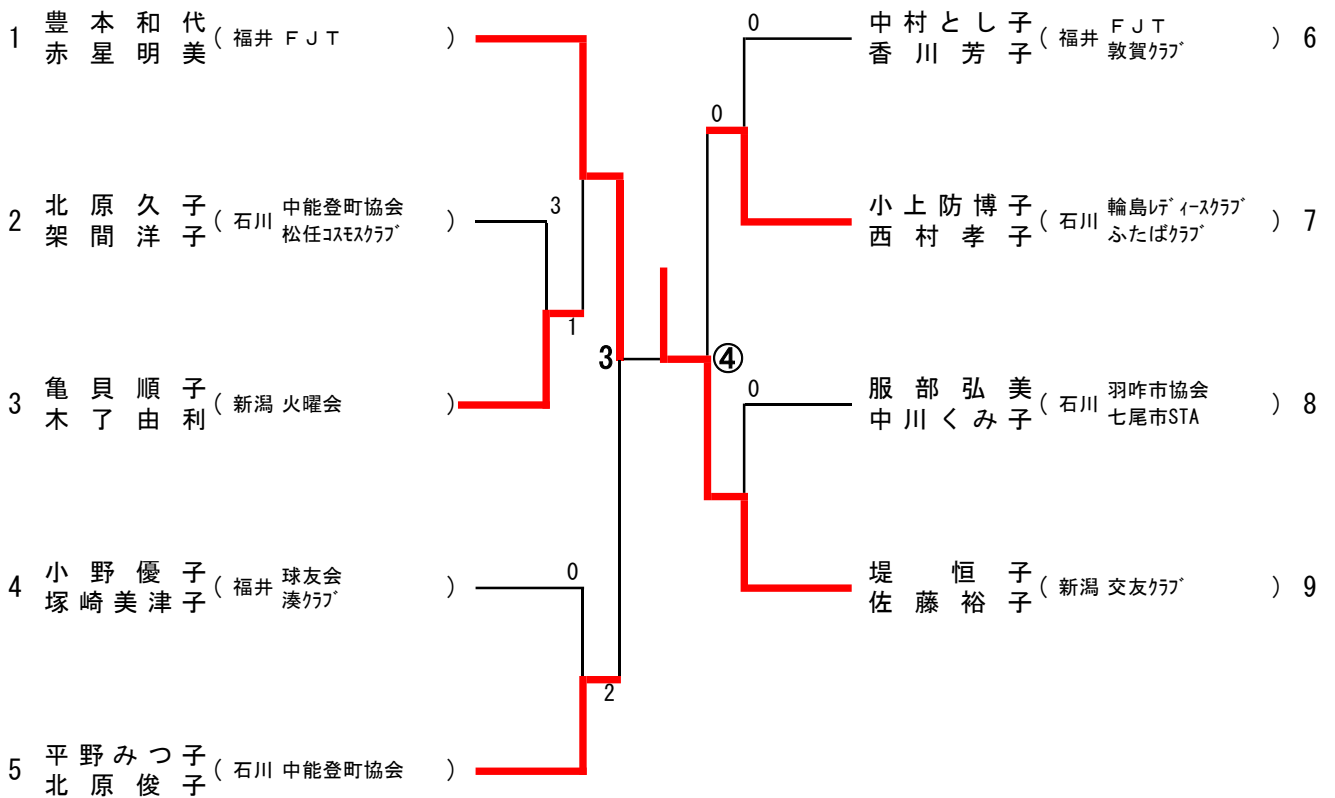 1 豊本和代 ( 福井 ＦＪＴ )
赤星明美
2 北原久子 ( 石川 中能登町協会 )
架間洋子 松任ｺｽﾓｽｸﾗﾌﾞ
3
3 亀貝順子 ( 新潟 火曜会 )
木了由利
1
4 小野優子 ( 福井 球友会 )
塚崎美津子 湊ｸﾗﾌﾞ
0
5 平野みつ子 ( 石川 中能登町協会 )
北原俊子
2
3 ④
0
中村とし子 ( 福井 ＦＪＴ ) 6
香川芳子 敦賀ｸﾗﾌﾞ
0
小上防博子 ( 石川 輪島ﾚﾃﾞｨｰｽｸﾗﾌﾞ ) 7
西村孝子 ふたばｸﾗﾌﾞ
0
服部弘美 ( 石川 羽咋市協会 ) 8
中川くみ子 七尾市STA
堤恒子 ( 新潟 交友ｸﾗﾌﾞ ) 9
佐藤裕子